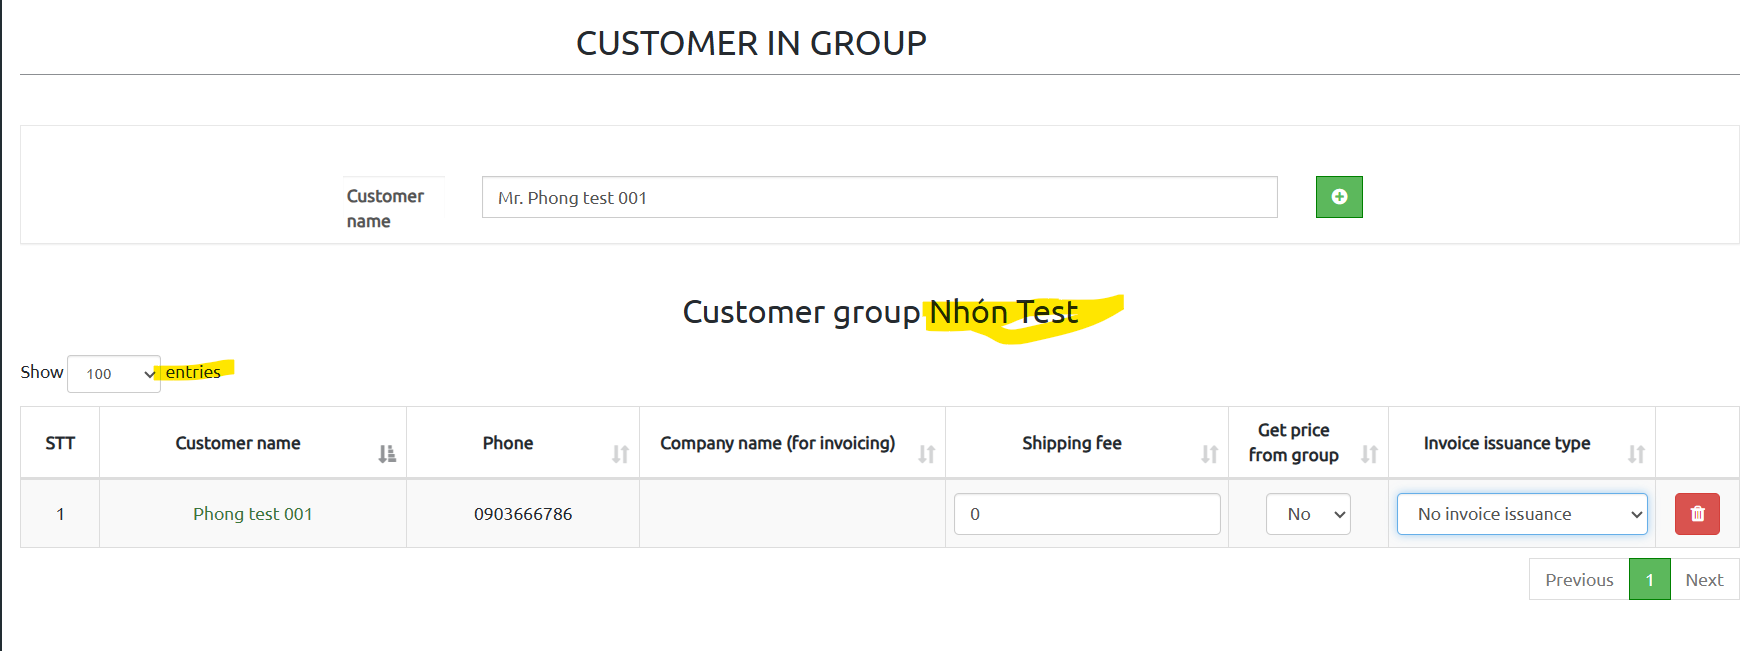 CUSTOMER IN GROUP
Customer name
Mr. Phong test 001
Customer group Nhón Test
Show 100 entries
STT Customer name Phone Company name (for invoicing) Shipping fee Get price from group Invoice issuance type
1 Phong test 001 0903666786 0 No No invoice issuance
Previous 1 Next